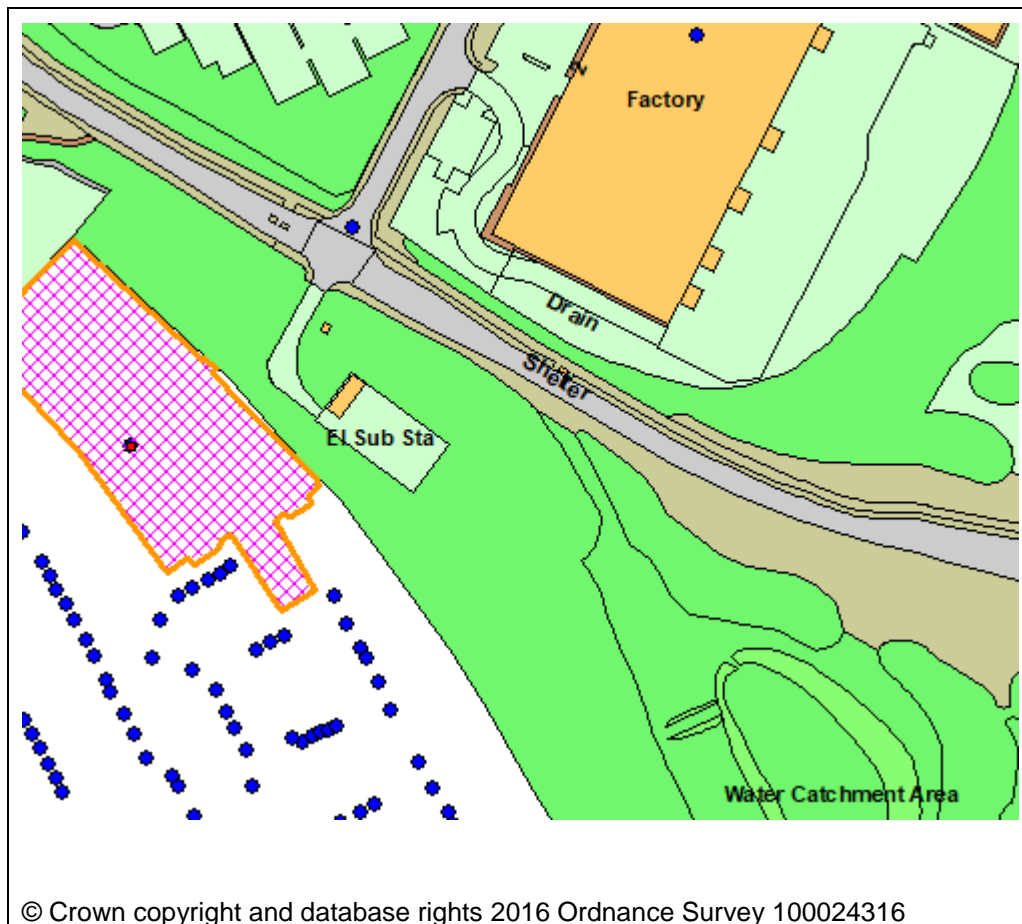 Factory
Drain
Shelter
El Sub Sta
Water Catchment Area
© Crown copyright and database rights 2016 Ordnance Survey 100024316